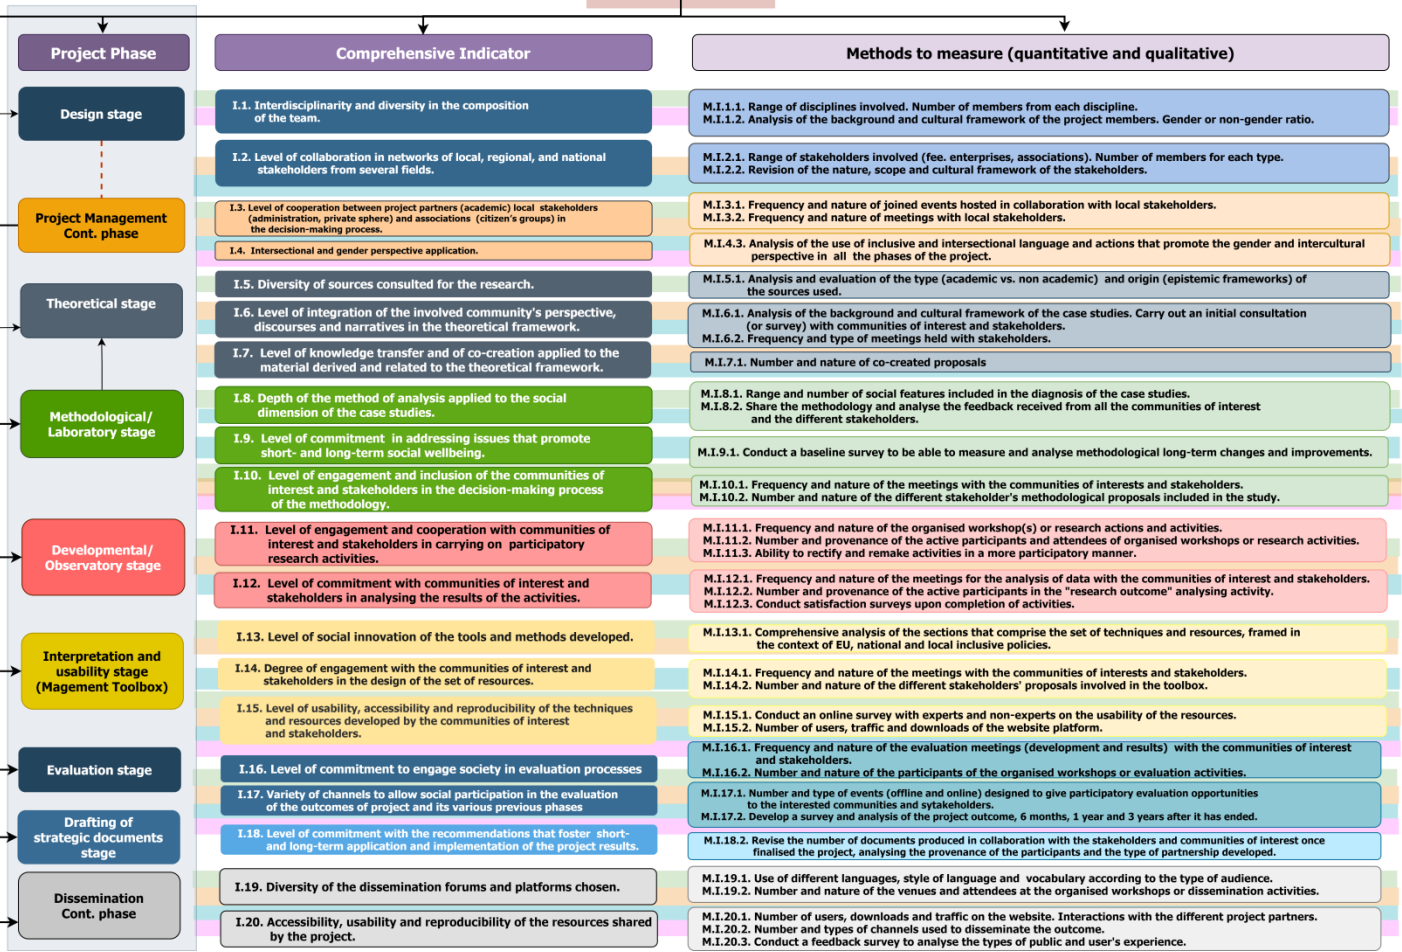 Project Phase
Comprehensive Indicator
Methods to measure (quantitative and qualitative)
Design stage
I.1. Interdisciplinarity and diversity in the composition
of the team.
M.I.1.1. Range of disciplines involved. Number of members from each discipline.
M.I.1.2. Analysis of the background and cultural framework of the project members. Gender or non-gender ratio.
I.2. Level of collaboration in networks of local, regional, and national
stakeholders from several fields.
M.I.2.1. Range of stakeholders involved (fee. enterprises, associations). Number of members for each type.
M.I.2.2. Revision of the nature, scope and cultural framework of the stakeholders.
Project Management
Cont. phase
I.3. Level of cooperation between project partners (academic) local stakeholders
(administration, private sphere) and associations (citizen's groups) in
the decision-making process.
M.I.3.1. Frequency and nature of joined events hosted in collaboration with local stakeholders.
M.I.3.2. Frequency and nature of meetings with local stakeholders.
I.4. Intersectional and gender perspective application.
M.I.4.3. Analysis of the use of inclusive and intersectional language and actions that promote the gender and intercultural
perspective in all the phases of the project.
Theoretical stage
I.5. Diversity of sources consulted for the research.
M.I.5.1. Analysis and evaluation of the type (academic vs. non academic) and origin (epistemic frameworks) of
the sources used.
I.6. Level of integration of the involved community's perspective,
discourses and narratives in the theoretical framework.
M.I.6.1. Analysis of the background and cultural framework of the case studies. Carry out an initial consultation
(or survey) with communities of interest and stakeholders.
M.I.6.2. Frequency and type of meetings held with stakeholders.
I.7. Level of knowledge transfer and of co-creation applied to the
material derived and related to the theoretical framework.
M.I.7.1. Number and nature of co-created proposals
Methodological/
Laboratory stage
I.8. Depth of the method of analysis applied to the social
dimension of the case studies.
M.I.8.1. Range and number of social features included in the diagnosis of the case studies.
M.I.8.2. Share the methodology and analyse the feedback received from all the communities of interest
and the different stakeholders.
I.9. Level of commitment in addressing issues that promote
short- and long-term social wellbeing.
M.I.9.1. Conduct a baseline survey to be able to measure and analyse methodological long-term changes and improvements.
I.10. Level of engagement and inclusion of the communities of
interest and stakeholders in the decision-making process
of the methodology.
M.I.10.1. Frequency and nature of the meetings with the communities of interests and stakeholders.
M.I.10.2. Number and nature of the different stakeholder's methodological proposals included in the study.
Developmental/
Observatory stage
I.11. Level of engagement and cooperation with communities of
interest and stakeholders in carrying on participatory
research activities.
M.I.11.1. Frequency and nature of the organised workshop(s) or research actions and activities.
M.I.11.2. Number and provenance of the active participants and attendees of organised workshops or research activities.
M.I.11.3. Ability to rectify and remake activities in a more participatory manner.
I.12. Level of commitment with communities of interest and
stakeholders in analysing the results of the activities.
M.I.12.1. Frequency and nature of the meetings for the analysis of data with the communities of interest and stakeholders.
M.I.12.2. Number and provenance of the active participants in the "research outcome" analysing activity.
M.I.12.3. Conduct satisfaction surveys upon completion of activities.
Interpretation and
usability stage
(Magement Toolbox)
I.13. Level of social innovation of the tools and methods developed.
M.I.13.1. Comprehensive analysis of the sections that comprise the set of techniques and resources, framed in
the context of EU, national and local inclusive policies.
I.14. Degree of engagement with the communities of interest and
stakeholders in the design of the set of resources.
M.I.14.1. Frequency and nature of the meetings with the communities of interests and stakeholders.
M.I.14.2. Number and nature of the different stakeholders' proposals involved in the toolbox.
I.15. Level of usability, accessibility and reproducibility of the techniques
and resources developed by the communities of interest
and stakeholders.
M.I.15.1. Conduct an online survey with experts and non-experts on the usability of the resources.
M.I.15.2. Number of users, traffic and downloads of the website platform.
Evaluation stage
I.16. Level of commitment to engage society in evaluation processes
M.I.16.1. Frequency and nature of the evaluation meetings (development and results) with the communities of interest
and stakeholders.
M.I.16.2. Number and nature of the participants of the organised workshops or evaluation activities.
I.17. Variety of channels to allow social participation in the evaluation
of the outcomes of project and its various previous phases
M.I.17.1. Number and type of events (offline and online) designed to give participatory evaluation opportunities
to the interested communities and sytakeholders.
M.I.17.2. Develop a survey and analysis of the project outcome, 6 months, 1 year and 3 years after it has ended.
Drafting of
strategic documents
stage
I.18. Level of commitment with the recommendations that foster short-
and long-term application and implementation of the project results.
M.I.18.2. Revise the number of documents produced in collaboration with the stakeholders and communities of interest once
finalised the project, analysing the provenance of the participants and the type of partnership developed.
Dissemination
Cont. phase
I.19. Diversity of the dissemination forums and platforms chosen.
M.I.19.1. Use of different languages, style of language and vocabulary according to the type of audience.
M.I.19.2. Number and nature of the venues and attendees at the organised workshops or dissemination activities.
I.20. Accessibility, usability and reproducibility of the resources shared
by the project.
M.I.20.1. Number of users, downloads and traffic on the website. Interactions with the different project partners.
M.I.20.2. Number and types of channels used to disseminate the outcome.
M.I.20.3. Conduct a feedback survey to analyse the types of public and user's experience.